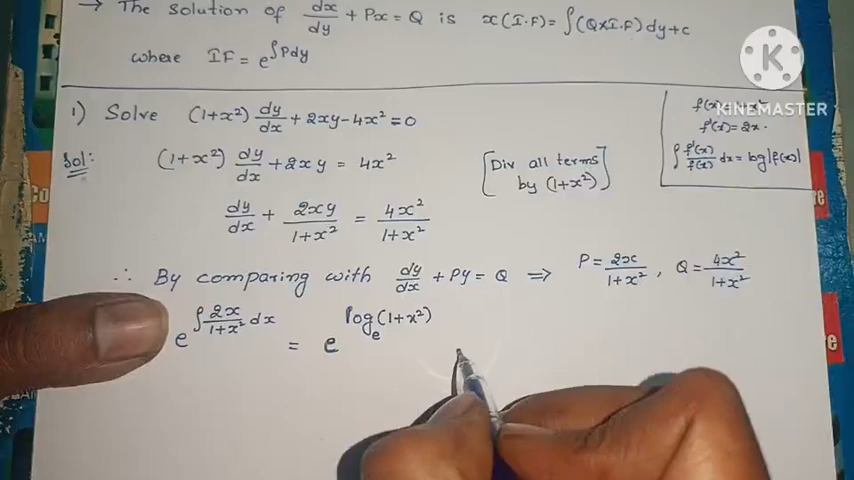 → The solution of dx/dy + Px = Q is x(I.F) = ∫(Q×I.F) dy + c
where IF = e^∫Pdy
1) Solve (1+x²) dy/dx + 2xy - 4x² = 0
Sol: (1+x²) dy/dx + 2xy = 4x²
[Div all terms
by (1+x²)]
dy/dx + 2xy/1+x² = 4x²/1+x²
∴ By comparing with dy/dx + Py = Q ⇒ P = 2x/1+x², Q = 4x²/1+x²
e^∫2x/1+x² dx = e^log_e(1+x²)
f'(x) = 2x.
∫ f'(x)/f(x) dx = log|f(x)|
K
KINEMASTER